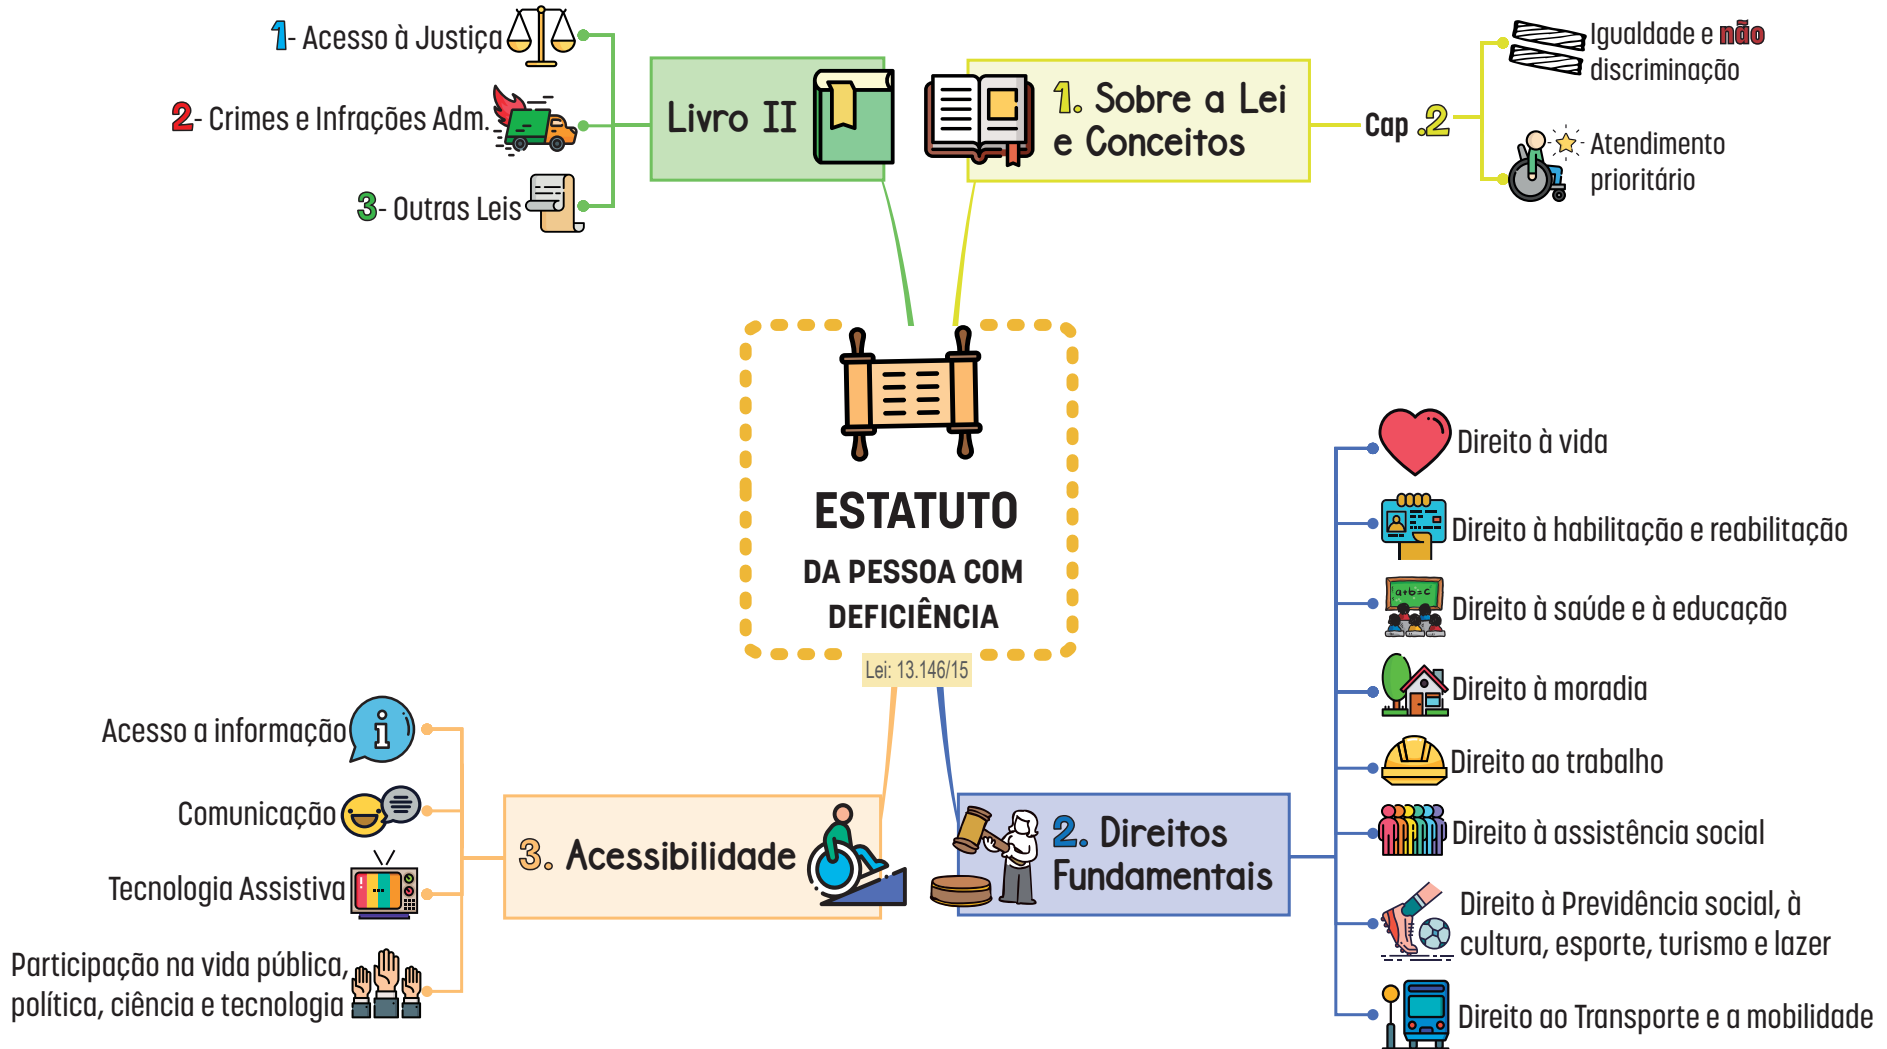 1- Acesso à Justiça
2- Crimes e Infrações Adm.
3- Outras Leis
Livro II
1. Sobre a Lei
e Conceitos
Cap .2
Igualdade e não
discriminação
Atendimento
prioritário
ESTATUTO
DA PESSOA COM
DEFICIÊNCIA
Lei: 13.146/15
Acesso a informação
Comunicação
Tecnologia Assistiva
Participação na vida pública,
política, ciência e tecnologia
3. Acessibilidade
2. Direitos
Fundamentais
Direito à vida
Direito à habilitação e reabilitação
a+b=c
Direito à saúde e à educação
Direito à moradia
Direito ao trabalho
Direito à assistência social
Direito à Previdência social, à
cultura, esporte, turismo e lazer
Direito ao Transporte e a mobilidade